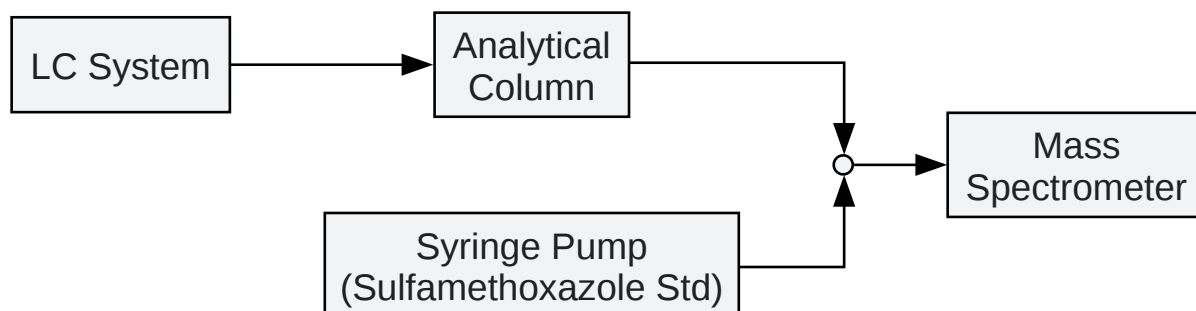 LC System
Analytical
Column
Mass
Spectrometer
Syringe Pump
(Sulfamethoxazole Std)